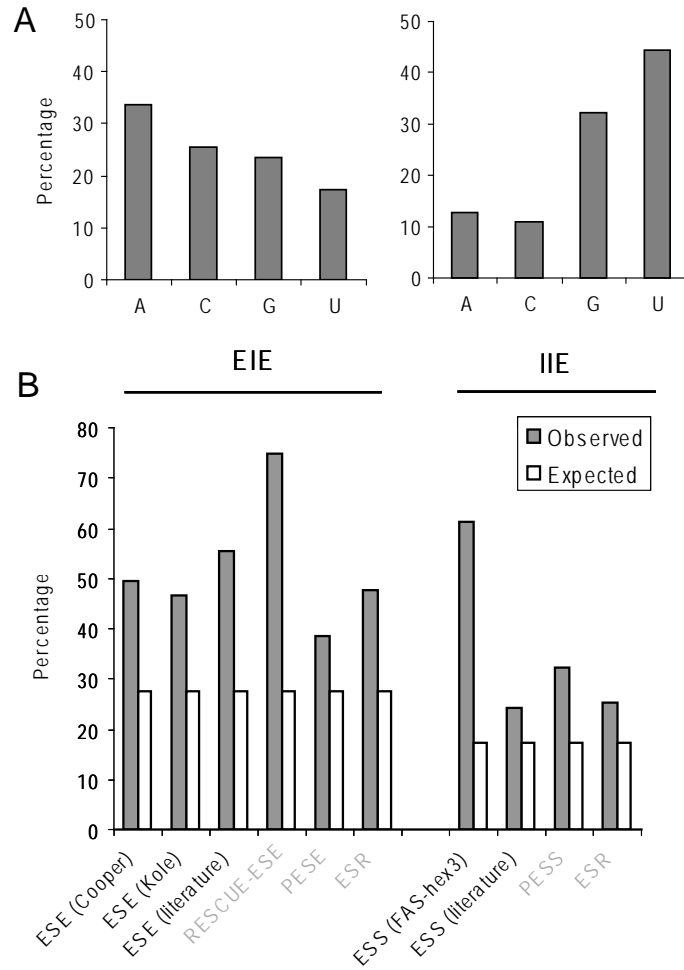 A
50
40
30
20
10
0
Percentage
A C G U
50
40
30
20
10
0
A C G U
EIE
IIE
B
Observed
Expected
80
70
60
50
40
30
20
10
0
Percentage
ESE (Cooper)
ESE (Kole)
ESE (literature)
RESCUE-ESE
PESE
ESR
ESS (FAS-hex3)
ESS (literature)
PESS
ESR